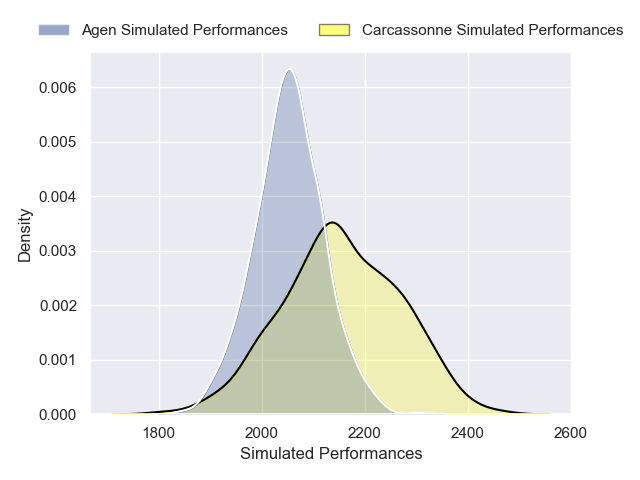 Agen Simulated Performances Carcassonne Simulated Performances
0.006
0.005
0.004
0.003
0.002
0.001
0.000
Density
1800 2000 2200 2400 2600
Simulated Performances